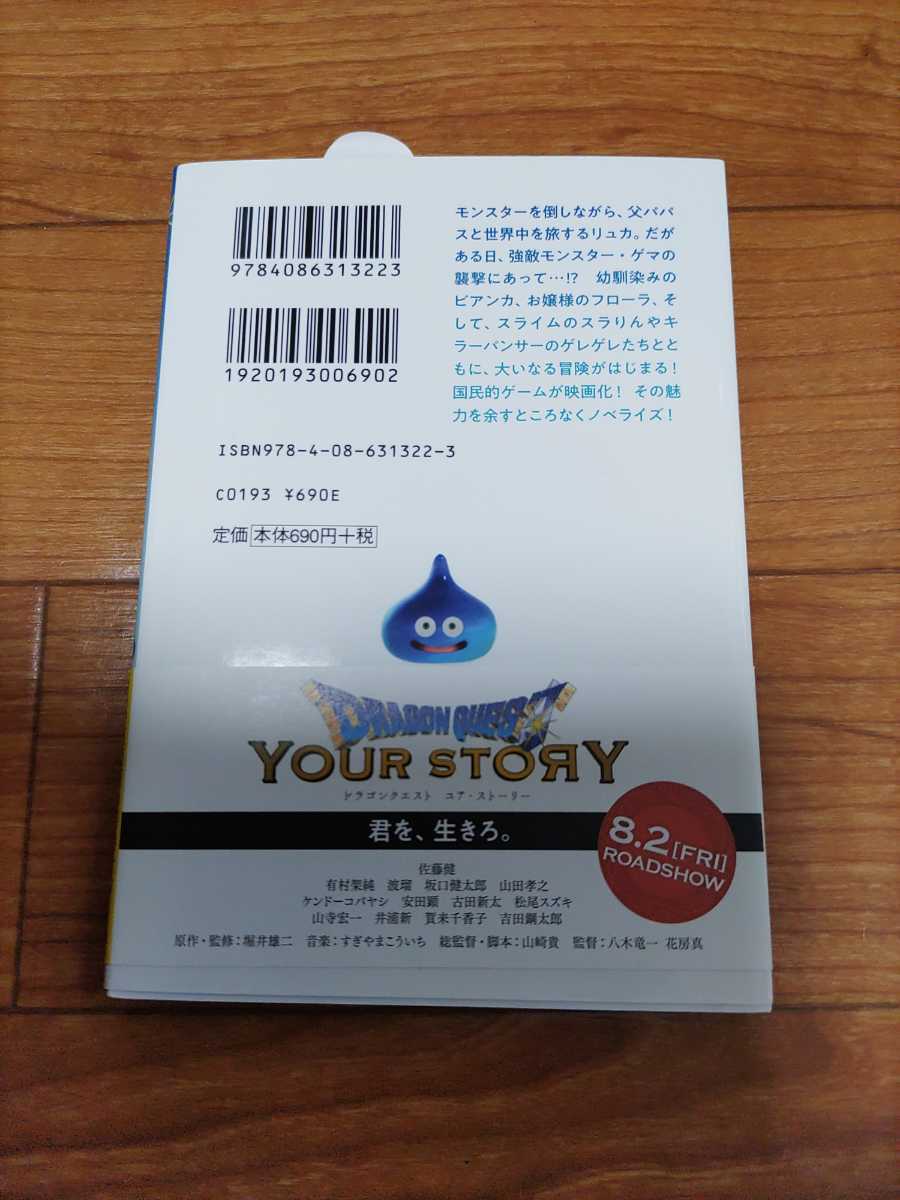 9784086313223
1920193006902
ISBN978-4-08-631322-3
C0193 ¥690E
定価 本体690円+税
モンスターを倒しながら、父パパ
スと世界中を旅するリュカ。だが
ある日、強敵モンスター・ゲマの
襲撃にあって…!? 幼馴染みの
ビアンカ、お嬢様のフローラ、そ
して、スライムのスラりんやキ
ラーパンサーのゲレゲレたちとと
もに、大いなる冒険がはじまる!
国民的ゲームが映画化! その魅
力を余すところなくノベライズ!
DRAGON QUEST
YOUR STORY
ドラゴンクエスト ユア・ストーリー
君を、生きろ。
8.2[FRI]
ROADSHOW
佐藤健
有村架純 波瑠 坂口健太郎 山田孝之
ケンドーコバヤシ 安田顕 古田新太 松尾スズキ
山寺宏一 井浦新 賀来千香子 吉田鋼太郎
原作・監修:堀井雄二 音楽:すぎやまこういち 総監督・脚本:山崎貴 監督:八木竜一 花房真